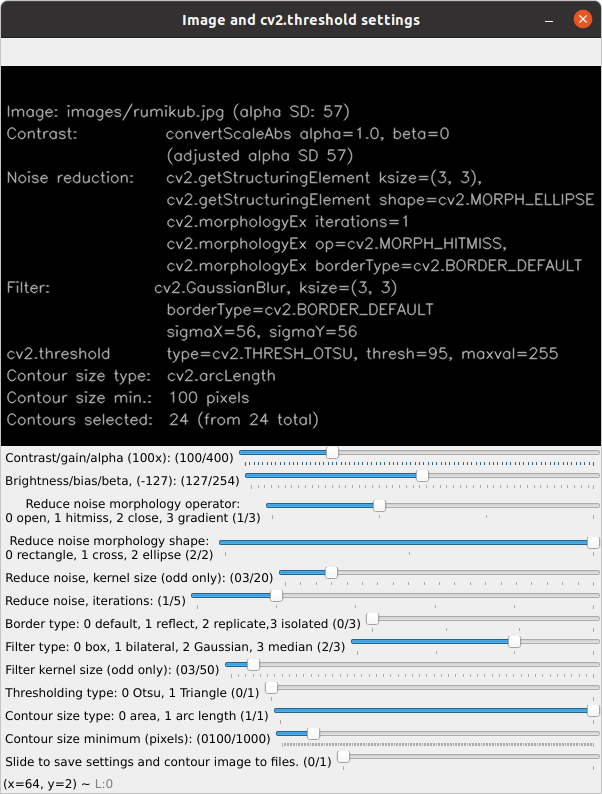 Image and cv2.threshold settings
Image: images/rumikub.jpg (alpha SD: 57)
Contrast: convertScaleAbs alpha=1.0, beta=0
(adjusted alpha SD 57)
Noise reduction: cv2.getStructuringElement ksize=(3, 3),
cv2.getStructuringElement shape=cv2.MORPH_ELLIPSE
cv2.morphologyEx iterations=1
cv2.morphologyEx op=cv2.MORPH_HITMISS,
cv2.morphologyEx borderType=cv2.BORDER_DEFAULT
Filter: cv2.GaussianBlur, ksize=(3, 3)
borderType=cv2.BORDER_DEFAULT
sigmaX=56, sigmaY=56
cv2.threshold type=cv2.THRESH_OTSU, thresh=95, maxval=255
Contour size type: cv2.arcLength
Contour size min.: 100 pixels
Contours selected: 24 (from 24 total)
Contrast/gain/alpha (100x): (100/400)
Brightness/bias/beta, (-127): (127/254)
Reduce noise morphology operator:
0 open, 1 hitmiss, 2 close, 3 gradient (1/3)
Reduce noise morphology shape:
0 rectangle, 1 cross, 2 ellipse (2/2)
Reduce noise, kernel size (odd only): (03/20)
Reduce noise, iterations: (1/5)
Border type: 0 default, 1 reflect, 2 replicate,3 isolated (0/3)
Filter type: 0 box, 1 bilateral, 2 Gaussian, 3 median (2/3)
Filter kernel size (odd only): (03/50)
Thresholding type: 0 Otsu, 1 Triangle (0/1)
Contour size type: 0 area, 1 arc length (1/1)
Contour size minimum (pixels): (0100/1000)
Slide to save settings and contour image to files. (0/1)
(x=64, y=2) ~ L:0